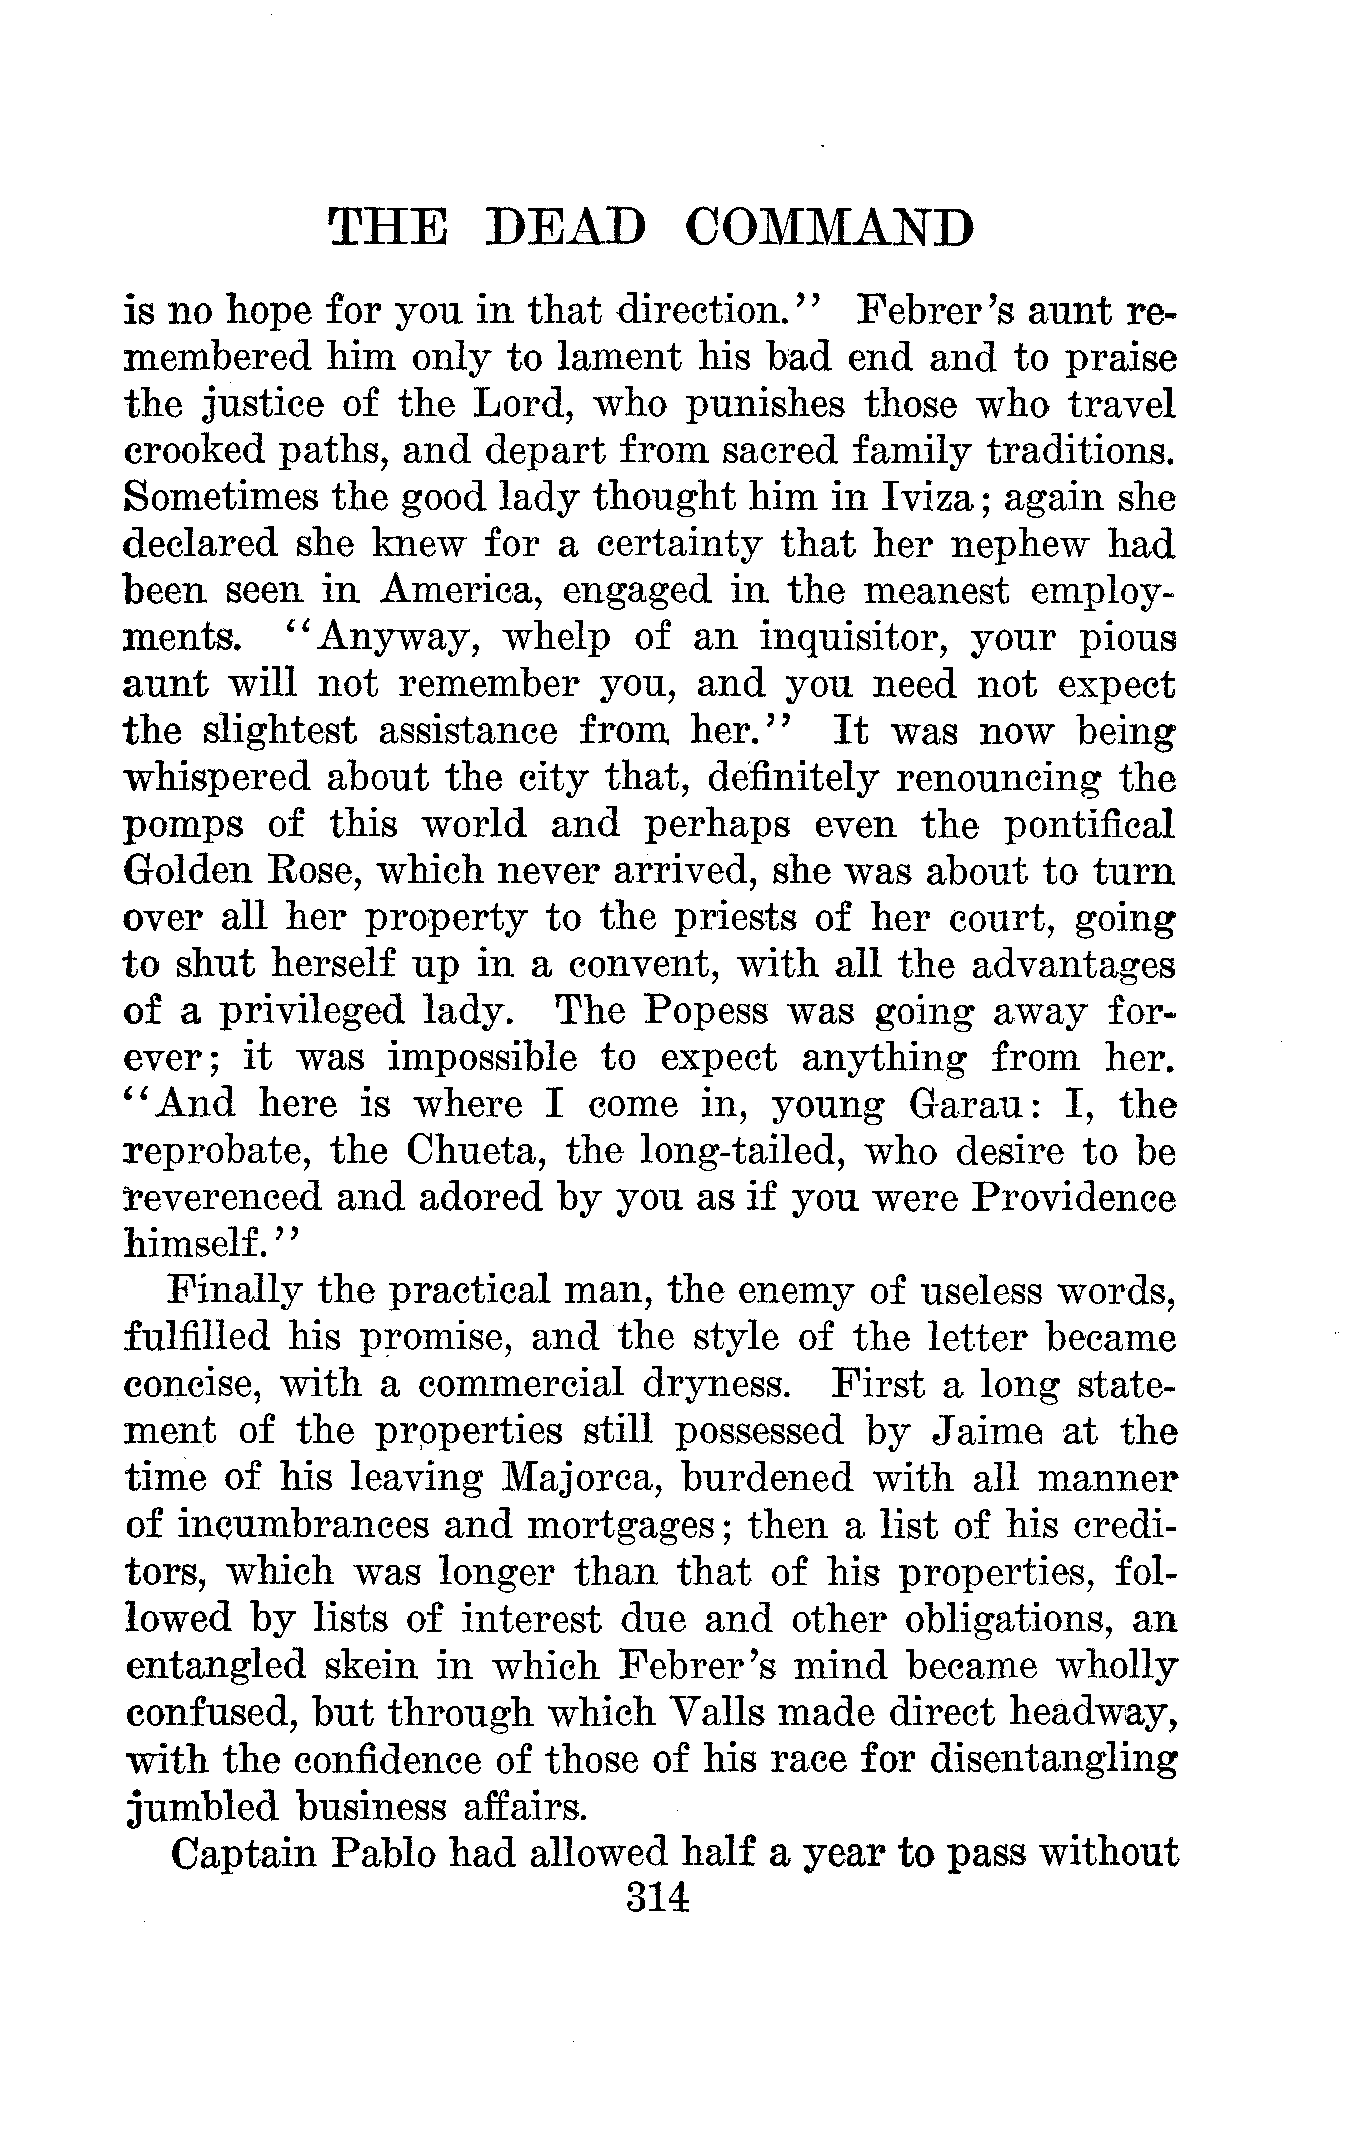 THE DEAD COMMAND
is no hope for you in that direction." Febrer's aunt re-
membered him only to lament his bad end and to praise
the justice of the Lord, who punishes those who travel
crooked paths, and depart from sacred family traditions.
Sometimes the good lady thought him in Iviza; again she
declared she knew for a certainty that her nephew had
been seen in America, engaged in the meanest employ-
ments. "Anyway, whelp of an inquisitor, your pious
aunt will not remember you, and you need not expect
the slightest assistance from her." It was now being
whispered about the city that, definitely renouncing the
pomps of this world and perhaps even the pontifical
Golden Rose, which never arrived, she was about to turn
over all her property to the priests of her court, going
to shut herself up in a convent, with all the advantages
of a privileged lady. The Popess was going away for-
ever; it was impossible to expect anything from her.
"And here is where I come in, young Garau: I, the
reprobate, the Chueta, the long-tailed, who desire to be
reverenced and adored by you as if you were Providence
himself."
Finally the practical man, the enemy of useless words,
fulfilled his promise, and the style of the letter became
concise, with a commercial dryness. First a long state-
ment of the properties still possessed by Jaime at the
time of his leaving Majorca, burdened with all manner
of incumbrances and mortgages; then a list of his credi-
tors, which was longer than that of his properties, fol-
lowed by lists of interest due and other obligations, an
entangled skein in which Febrer's mind became wholly
confused, but through which Valls made direct headway,
with the confidence of those of his race for disentangling
jumbled business affairs.
Captain Pablo had allowed half a year to pass without
314